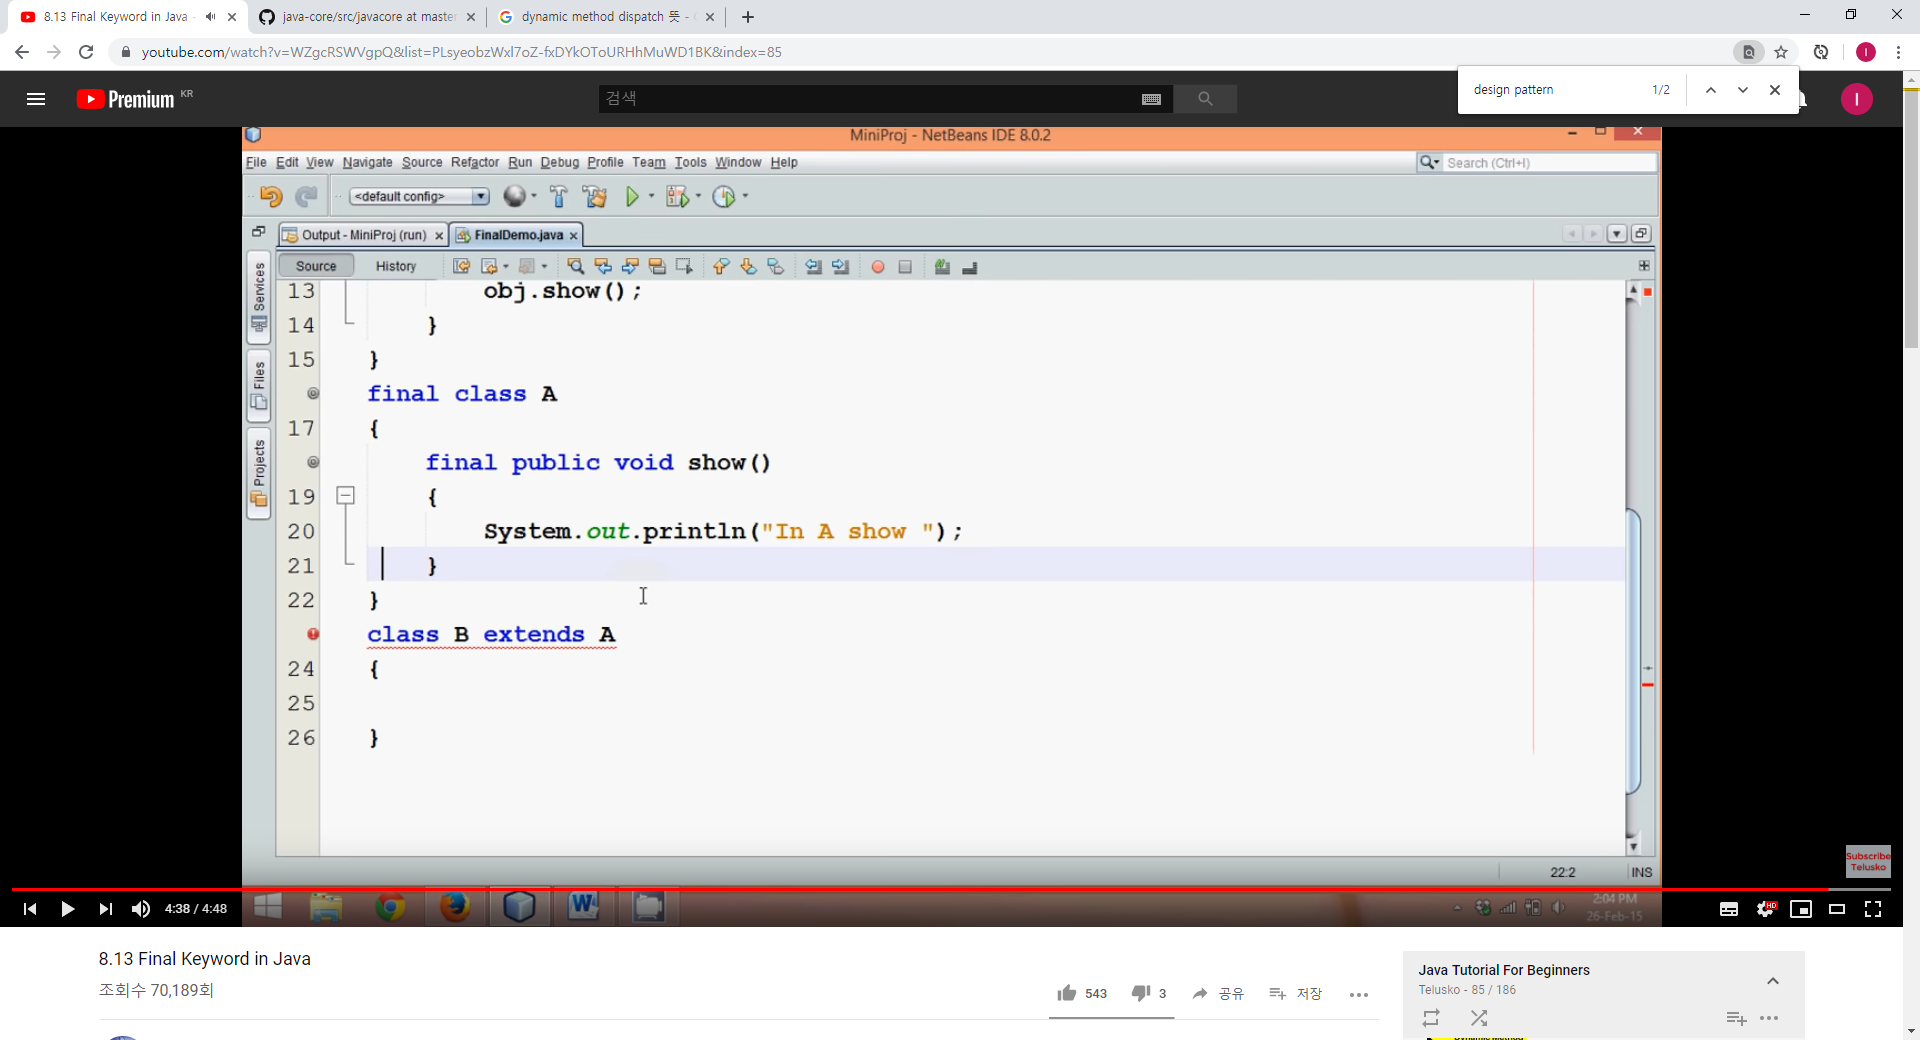 8.13 Final Keyword in Java -
java-core/src/javacore at master
dynamic method dispatch 뜻 -
youtube.com/watch?v=WZgcRSWVgpQ&list=PLsyeobzWxl7oZ-fxDYkOToURHhMuWD1BK&index=85
design pattern 1/2
Premium KR
검색
MiniProj - NetBeans IDE 8.0.2
File Edit View Navigate Source Refactor Run Debug Profile Team Tools Window Help
Search (Ctrl+I)
<default config>
Output - MiniProj (run)
FinalDemo.java
Source History
Services
Files
Projects
13 obj.show();
14 }
15 }
final class A
17 {
final public void show()
19 {
20 System.out.println("In A show ");
21 }
22 }
class B extends A
24 {
25
26 }
Subscribe
Telusko
22:2 INS
4:38 / 4:48
HD
2:04 PM
26-Feb-15
8.13 Final Keyword in Java
조회수 70,189회
543 3 공유 저장
Java Tutorial For Beginners
Telusko - 85 / 186